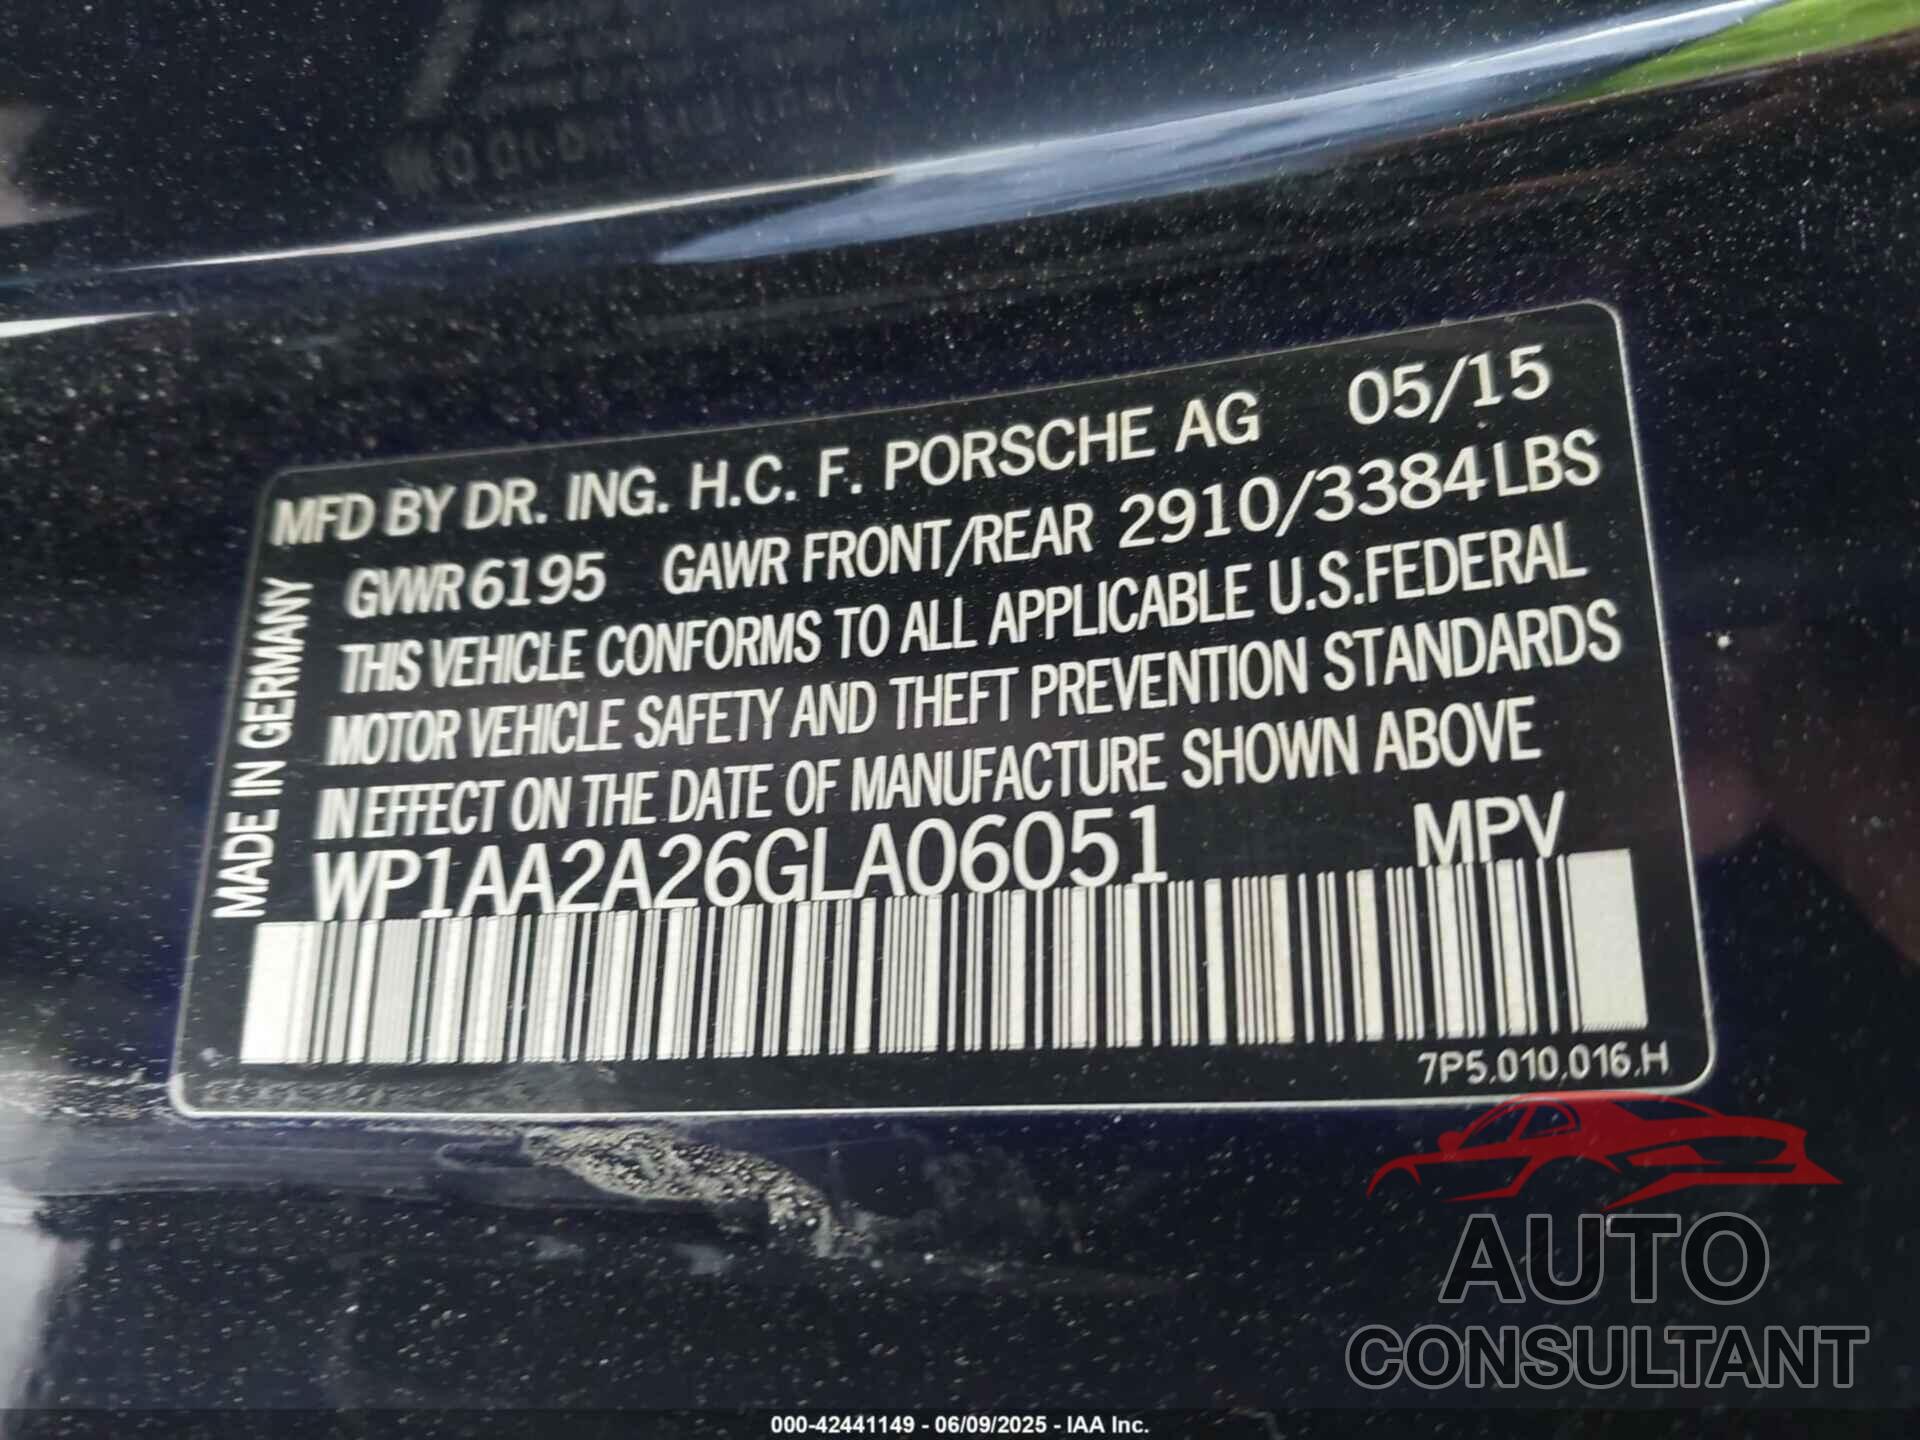 MFD BY DR. ING. H.C. F. PORSCHE AG 05/15
GVWR 6195 GAWR FRONT/REAR 2910/3384 LBS
THIS VEHICLE CONFORMS TO ALL APPLICABLE U.S.FEDERAL
MOTOR VEHICLE SAFETY AND THEFT PREVENTION STANDARDS
IN EFFECT ON THE DATE OF MANUFACTURE SHOWN ABOVE
WP1AA2A26GLA06051 MPV
MADE IN GERMANY
7P5.010.016.H
AUTO
CONSULTANT
000-42441149 - 06/09/2025 - IAA Inc.